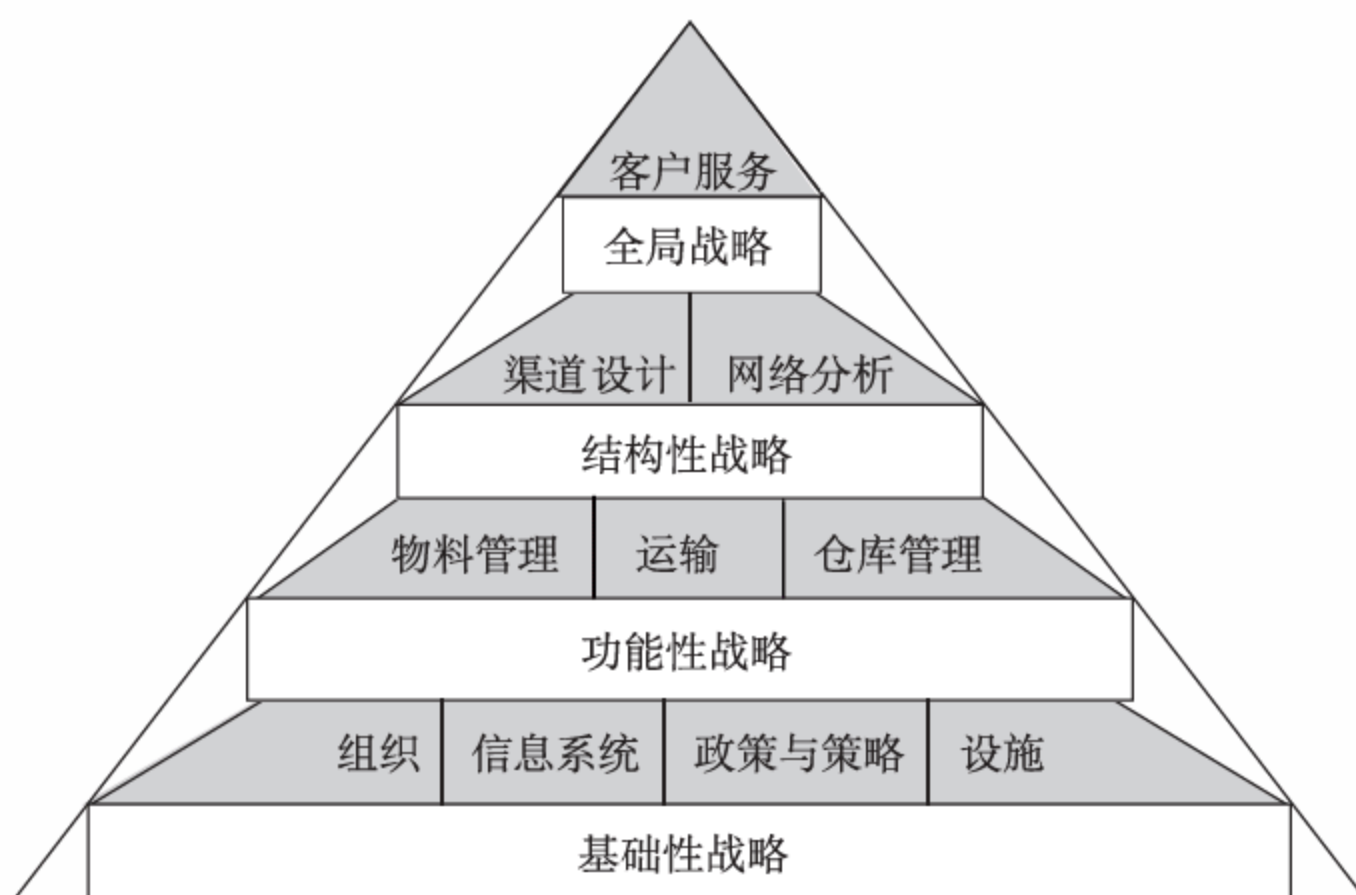 客户服务
全局战略
渠道设计 网络分析
结构性战略
物料管理 运输 仓库管理
功能性战略
组织 信息系统 政策与策略 设施
基础性战略